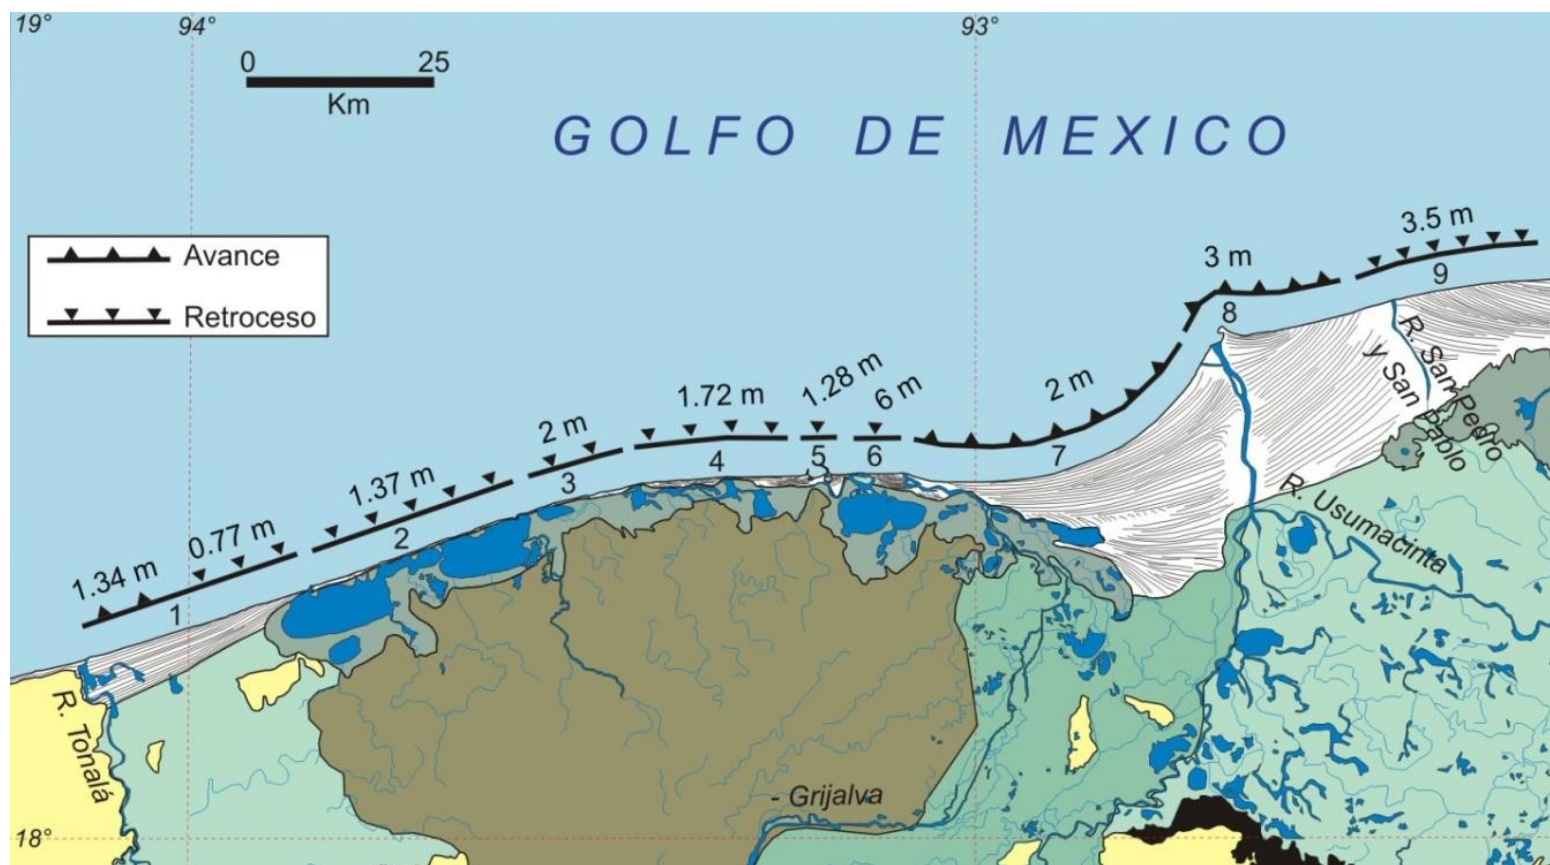 19°
94°
93°
0 25
Km
GOLFO DE MEXICO
Avance
Retroceso
3.5 m
9
3 m
8
2 m
7
6 m
6
1.28 m
5
1.72 m
4
2 m
3
1.37 m
2
0.77 m
1.34 m
1
R. San Pedro
y San Pablo
R. Usumacinta
R. Tonalá
- Grijalva
18°